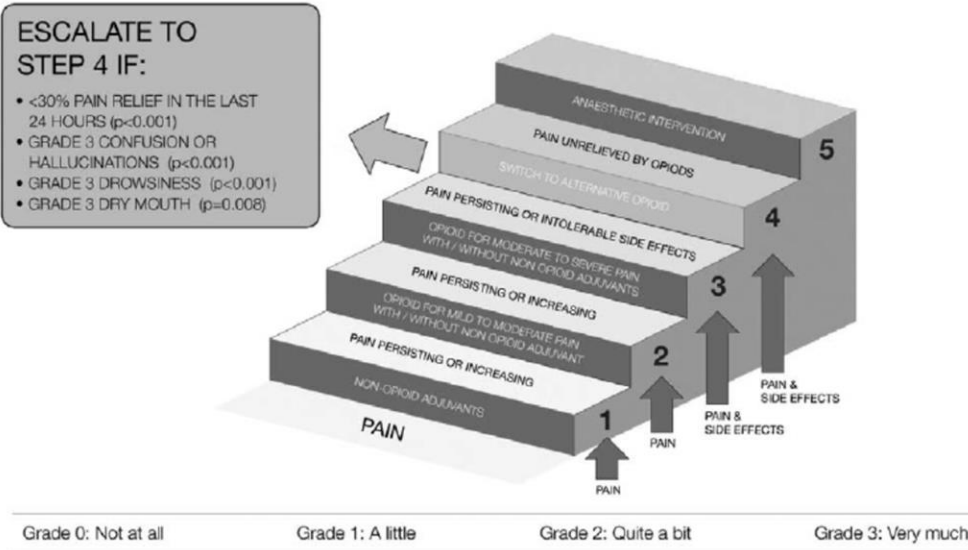 ESCALATE TO
STEP 4 IF:
• <30% PAIN RELIEF IN THE LAST
24 HOURS (p<0.001)
• GRADE 3 CONFUSION OR
HALLUCINATIONS (p<0.001)
• GRADE 3 DROWSINESS (p<0.001)
• GRADE 3 DRY MOUTH (p=0.008)
ANAESTHETIC INTERVENTION
5
PAIN UNRELIEVED BY OPIODS
SWITCH TO ALTERNATIVE OPIOID
4
PAIN PERSISTING OR INTOLERABLE SIDE EFFECTS
OPIOID FOR MODERATE TO SEVERE PAIN
WITH / WITHOUT NON OPIOID ADJUVANTS
3
PAIN PERSISTING OR INCREASING
OPIOID FOR MILD TO MODERATE PAIN
WITH / WITHOUT NON OPIOID ADJUVANT
2
PAIN PERSISTING OR INCREASING
NON-OPIOID ADJUVANTS
1
PAIN
PAIN
PAIN
PAIN &
SIDE EFFECTS
PAIN &
SIDE EFFECTS
Grade 0: Not at all
Grade 1: A little
Grade 2: Quite a bit
Grade 3: Very much